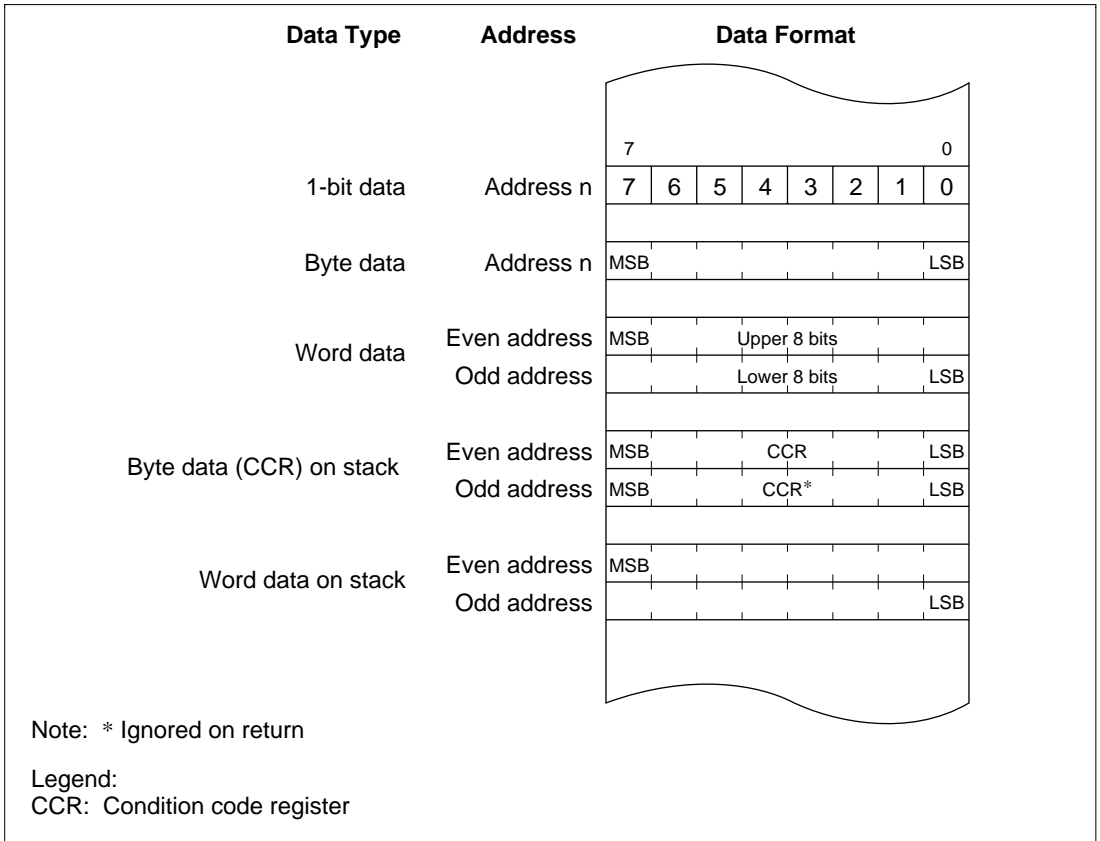 Data Type Address Data Format
7 0
1-bit data Address n 7 6 5 4 3 2 1 0
Byte data Address n MSB LSB
Word data
Even address MSB Upper 8 bits
Odd address Lower 8 bits LSB
Byte data (CCR) on stack
Even address MSB CCR LSB
Odd address MSB CCR* LSB
Word data on stack
Even address MSB
Odd address LSB
Note: * Ignored on return
Legend:
CCR: Condition code register